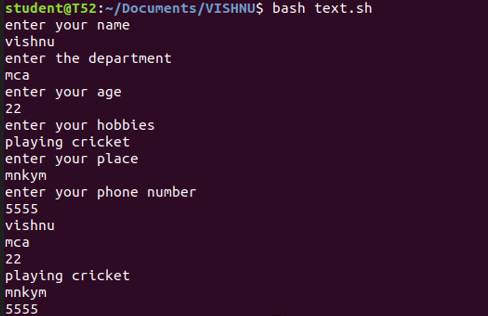 student@T52:~/Documents/VISHNU$ bash text.sh
enter your name
vishnu
enter the department
mca
enter your age
22
enter your hobbies
playing cricket
enter your place
mnkym
enter your phone number
5555
vishnu
mca
22
playing cricket
mnkym
5555